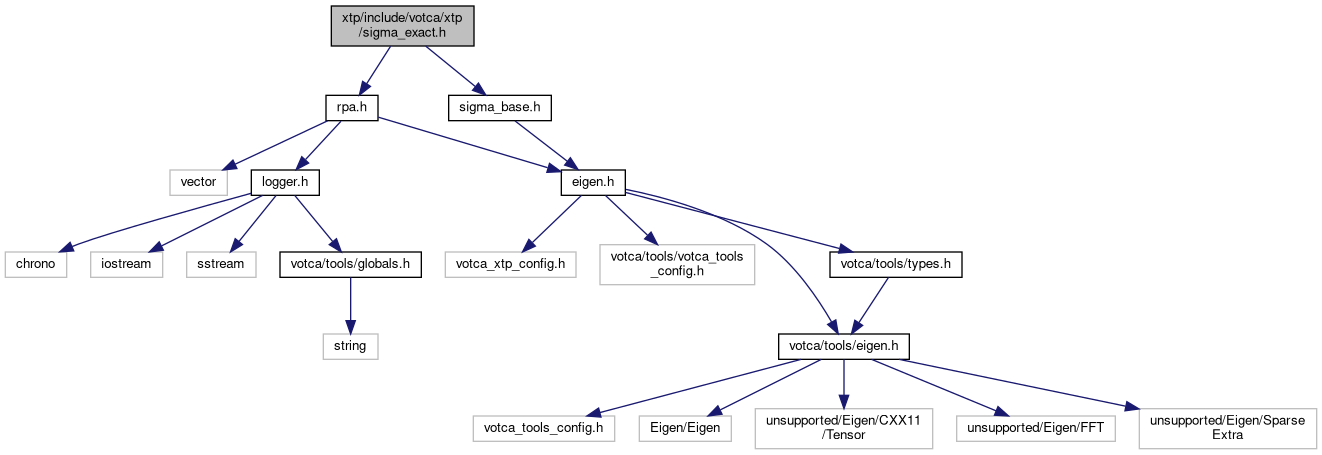 xtp/include/votca/xtp
/sigma_exact.h
rpa.h
sigma_base.h
vector
logger.h
eigen.h
chrono
iostream
sstream
votca/tools/globals.h
votca_xtp_config.h
votca/tools/votca_tools
_config.h
votca/tools/types.h
string
votca/tools/eigen.h
votca_tools_config.h
Eigen/Eigen
unsupported/Eigen/CXX11
/Tensor
unsupported/Eigen/FFT
unsupported/Eigen/Sparse
Extra